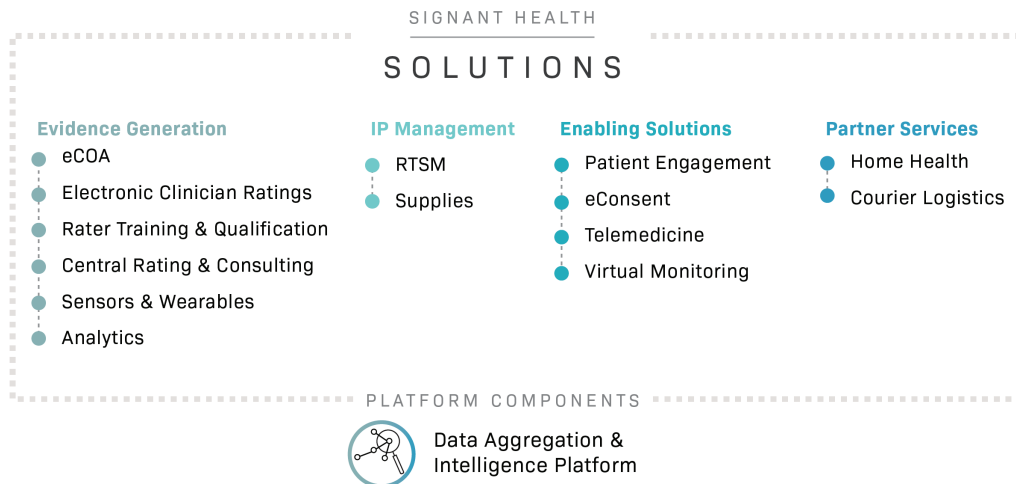 SIGNANT HEALTH
SOLUTIONS
Evidence Generation
eCOA
Electronic Clinician Ratings
Rater Training & Qualification
Central Rating & Consulting
Sensors & Wearables
Analytics
IP Management
RTSM
Supplies
Enabling Solutions
Patient Engagement
eConsent
Telemedicine
Virtual Monitoring
Partner Services
Home Health
Courier Logistics
PLATFORM COMPONENTS
Data Aggregation &
Intelligence Platform